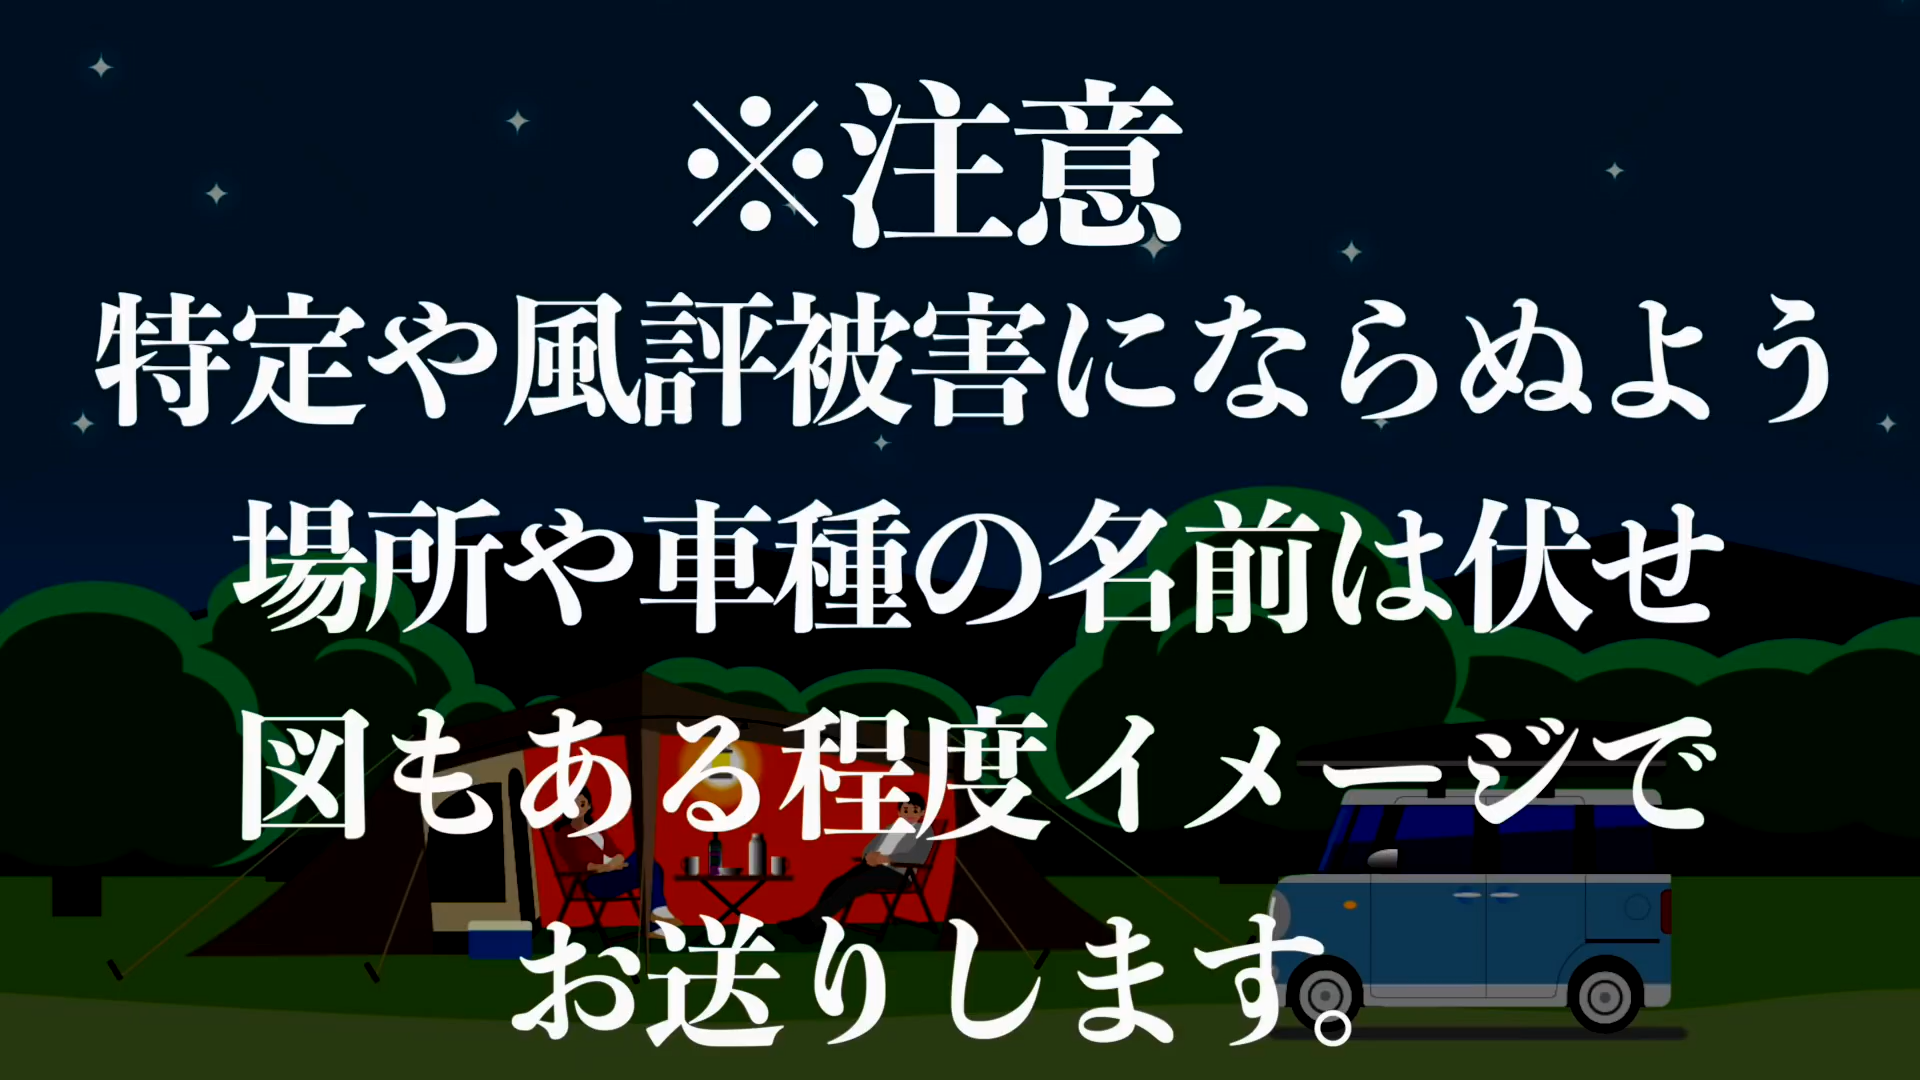 ※注意
特定や風評被害にならぬよう
場所や車種の名前は伏せ
図もある程度イメージで
お送りします。